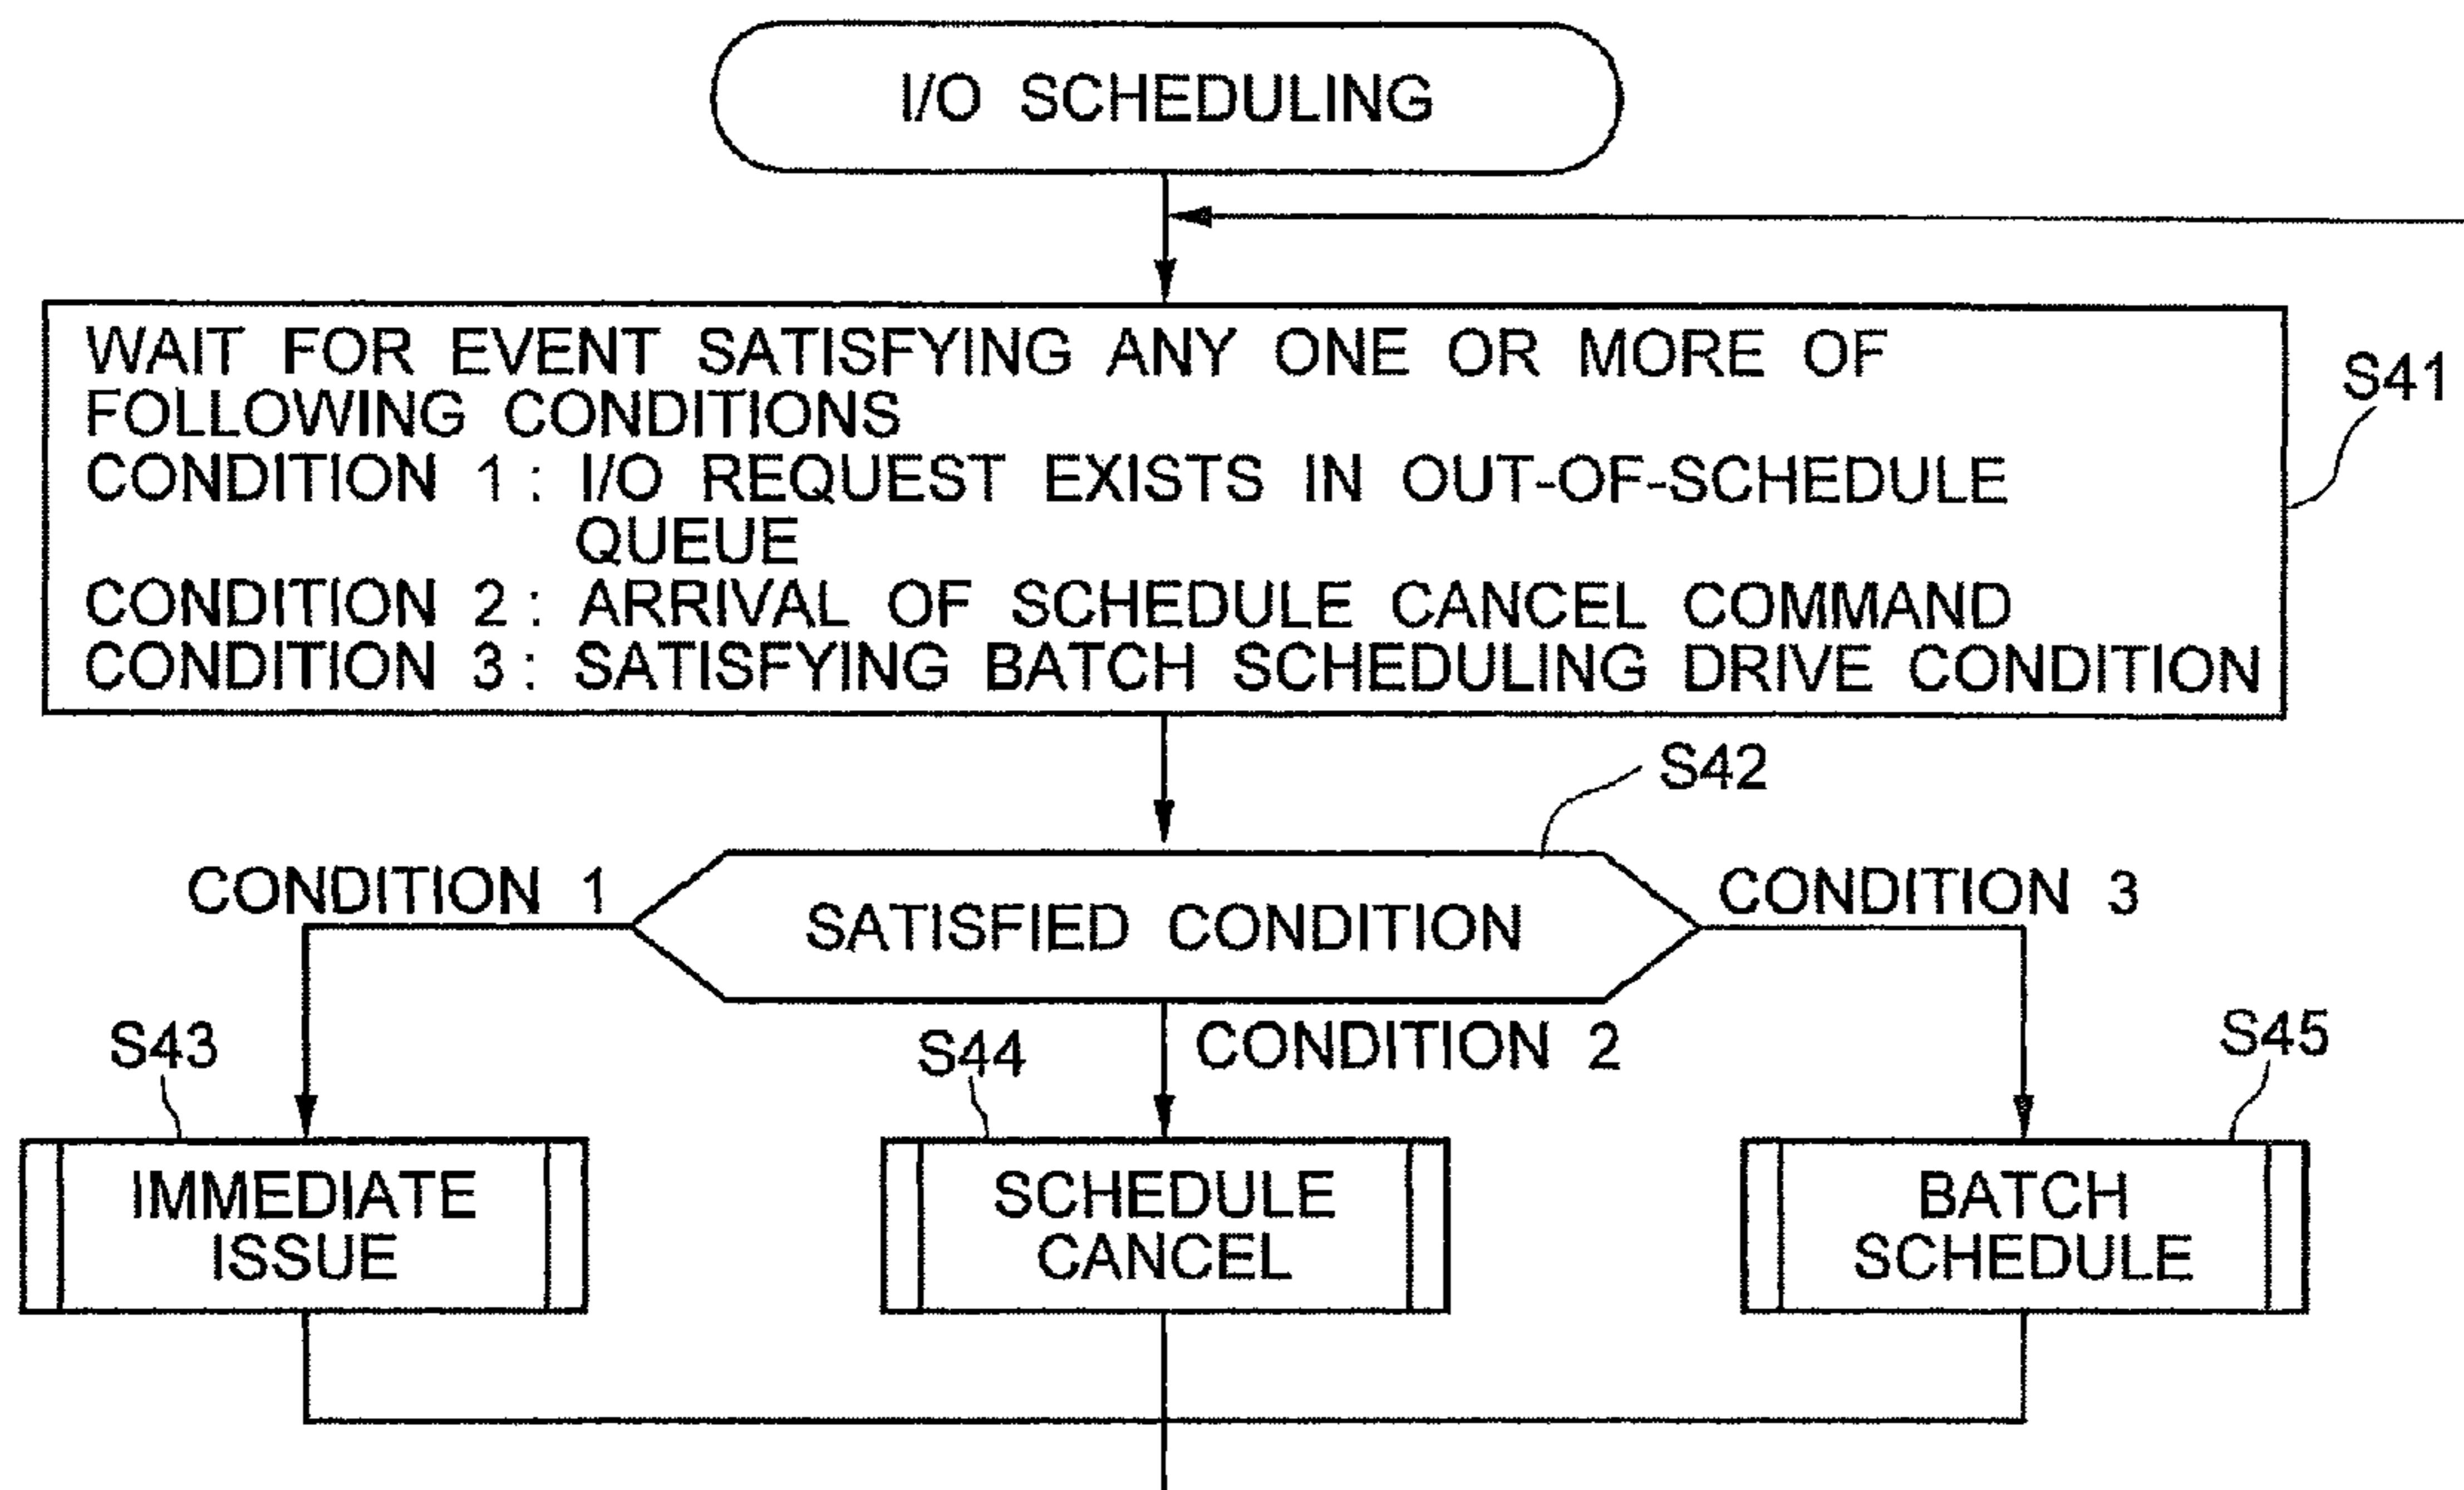 I/O SCHEDULING
WAIT FOR EVENT SATISFYING ANY ONE OR MORE OF
FOLLOWING CONDITIONS
CONDITION 1 : I/O REQUEST EXISTS IN OUT-OF-SCHEDULE
QUEUE
CONDITION 2 : ARRIVAL OF SCHEDULE CANCEL COMMAND
CONDITION 3 : SATISFYING BATCH SCHEDULING DRIVE CONDITION
S41
S42
CONDITION 1
SATISFIED CONDITION
CONDITION 3
S43
S44
CONDITION 2
S45
IMMEDIATE
ISSUE
SCHEDULE
CANCEL
BATCH
SCHEDULE